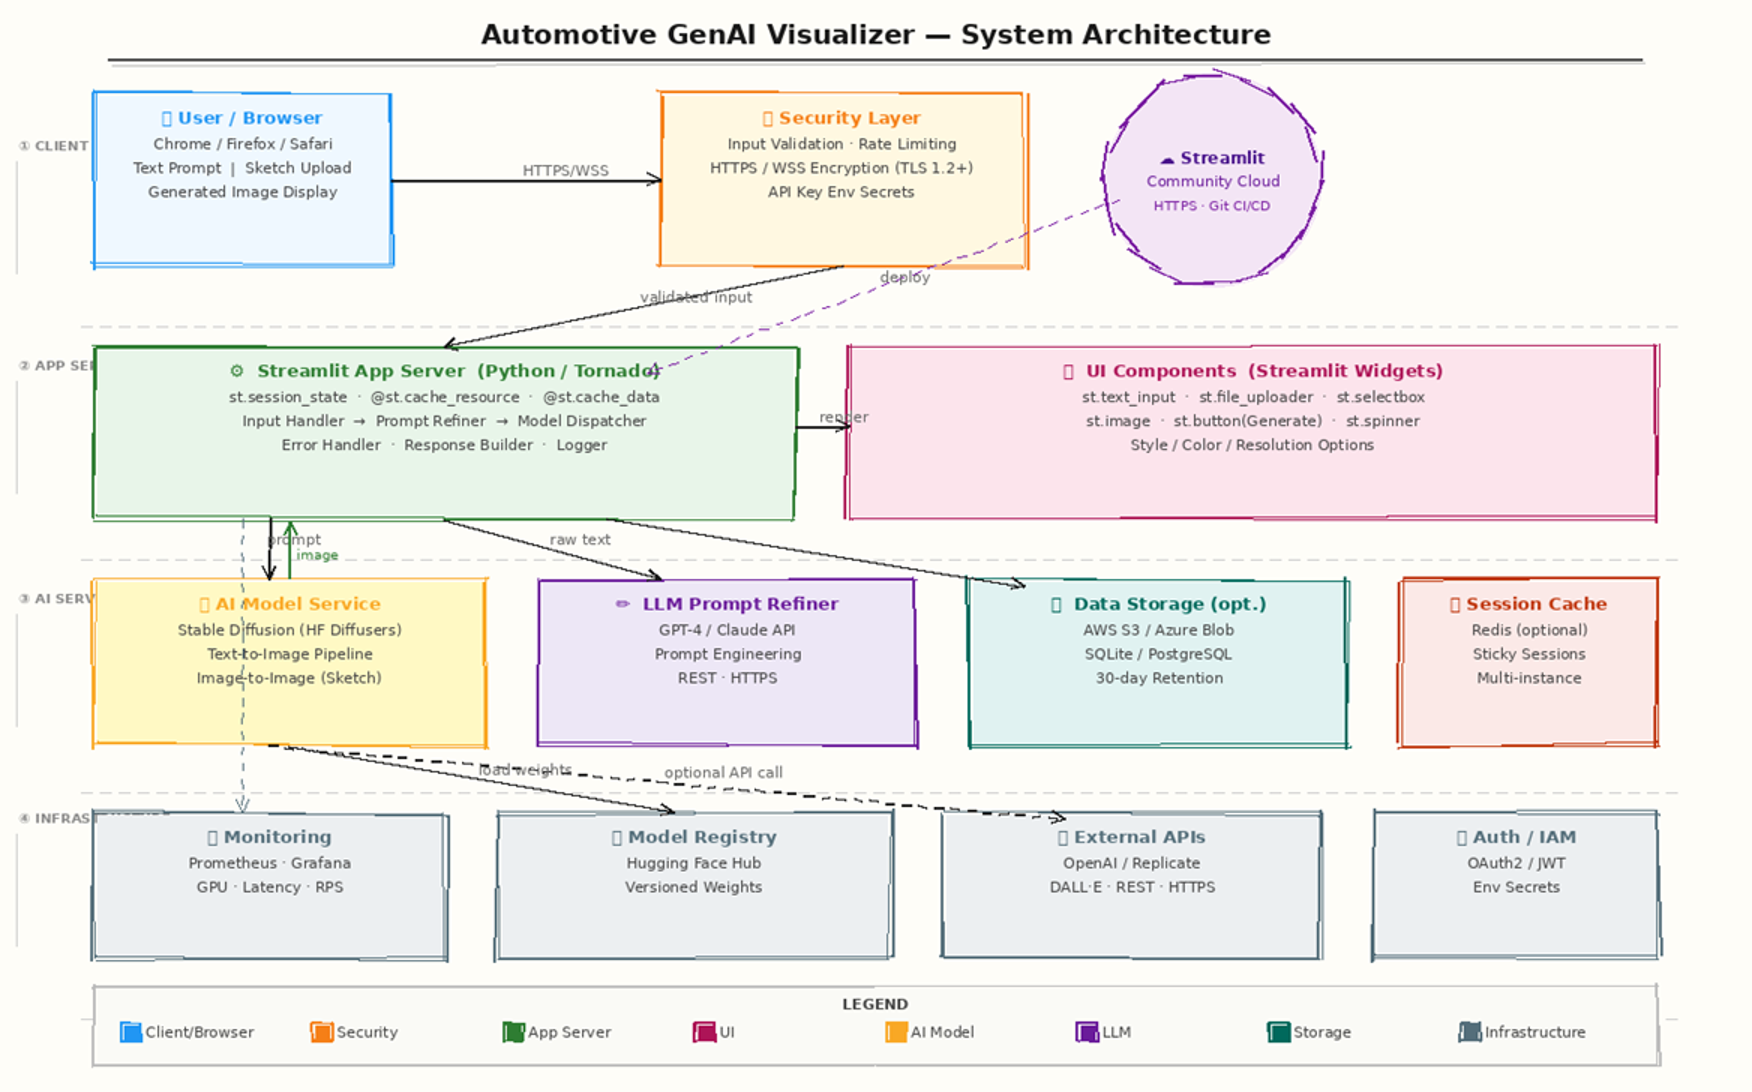 Automotive GenAI Visualizer — System Architecture
① CLIENT
User / Browser
Chrome / Firefox / Safari
Text Prompt | Sketch Upload
Generated Image Display
HTTPS/WSS
Security Layer
Input Validation · Rate Limiting
HTTPS / WSS Encryption (TLS 1.2+)
API Key Env Secrets
☁ Streamlit
Community Cloud
HTTPS · Git CI/CD
deploy
validated input
② APP SE
⚙ Streamlit App Server (Python / Tornado)
st.session_state · @st.cache_resource · @st.cache_data
Input Handler → Prompt Refiner → Model Dispatcher
Error Handler · Response Builder · Logger
render
UI Components (Streamlit Widgets)
st.text_input · st.file_uploader · st.selectbox
st.image · st.button(Generate) · st.spinner
Style / Color / Resolution Options
prompt
image
raw text
③ AI SERV
AI Model Service
Stable Diffusion (HF Diffusers)
Text-to-Image Pipeline
Image-to-Image (Sketch)
✏ LLM Prompt Refiner
GPT-4 / Claude API
Prompt Engineering
REST · HTTPS
Data Storage (opt.)
AWS S3 / Azure Blob
SQLite / PostgreSQL
30-day Retention
Session Cache
Redis (optional)
Sticky Sessions
Multi-instance
load weights
optional API call
④ INFRAS
Monitoring
Prometheus · Grafana
GPU · Latency · RPS
Model Registry
Hugging Face Hub
Versioned Weights
External APIs
OpenAI / Replicate
DALL·E · REST · HTTPS
Auth / IAM
OAuth2 / JWT
Env Secrets
LEGEND
Client/Browser
Security
App Server
UI
AI Model
LLM
Storage
Infrastructure